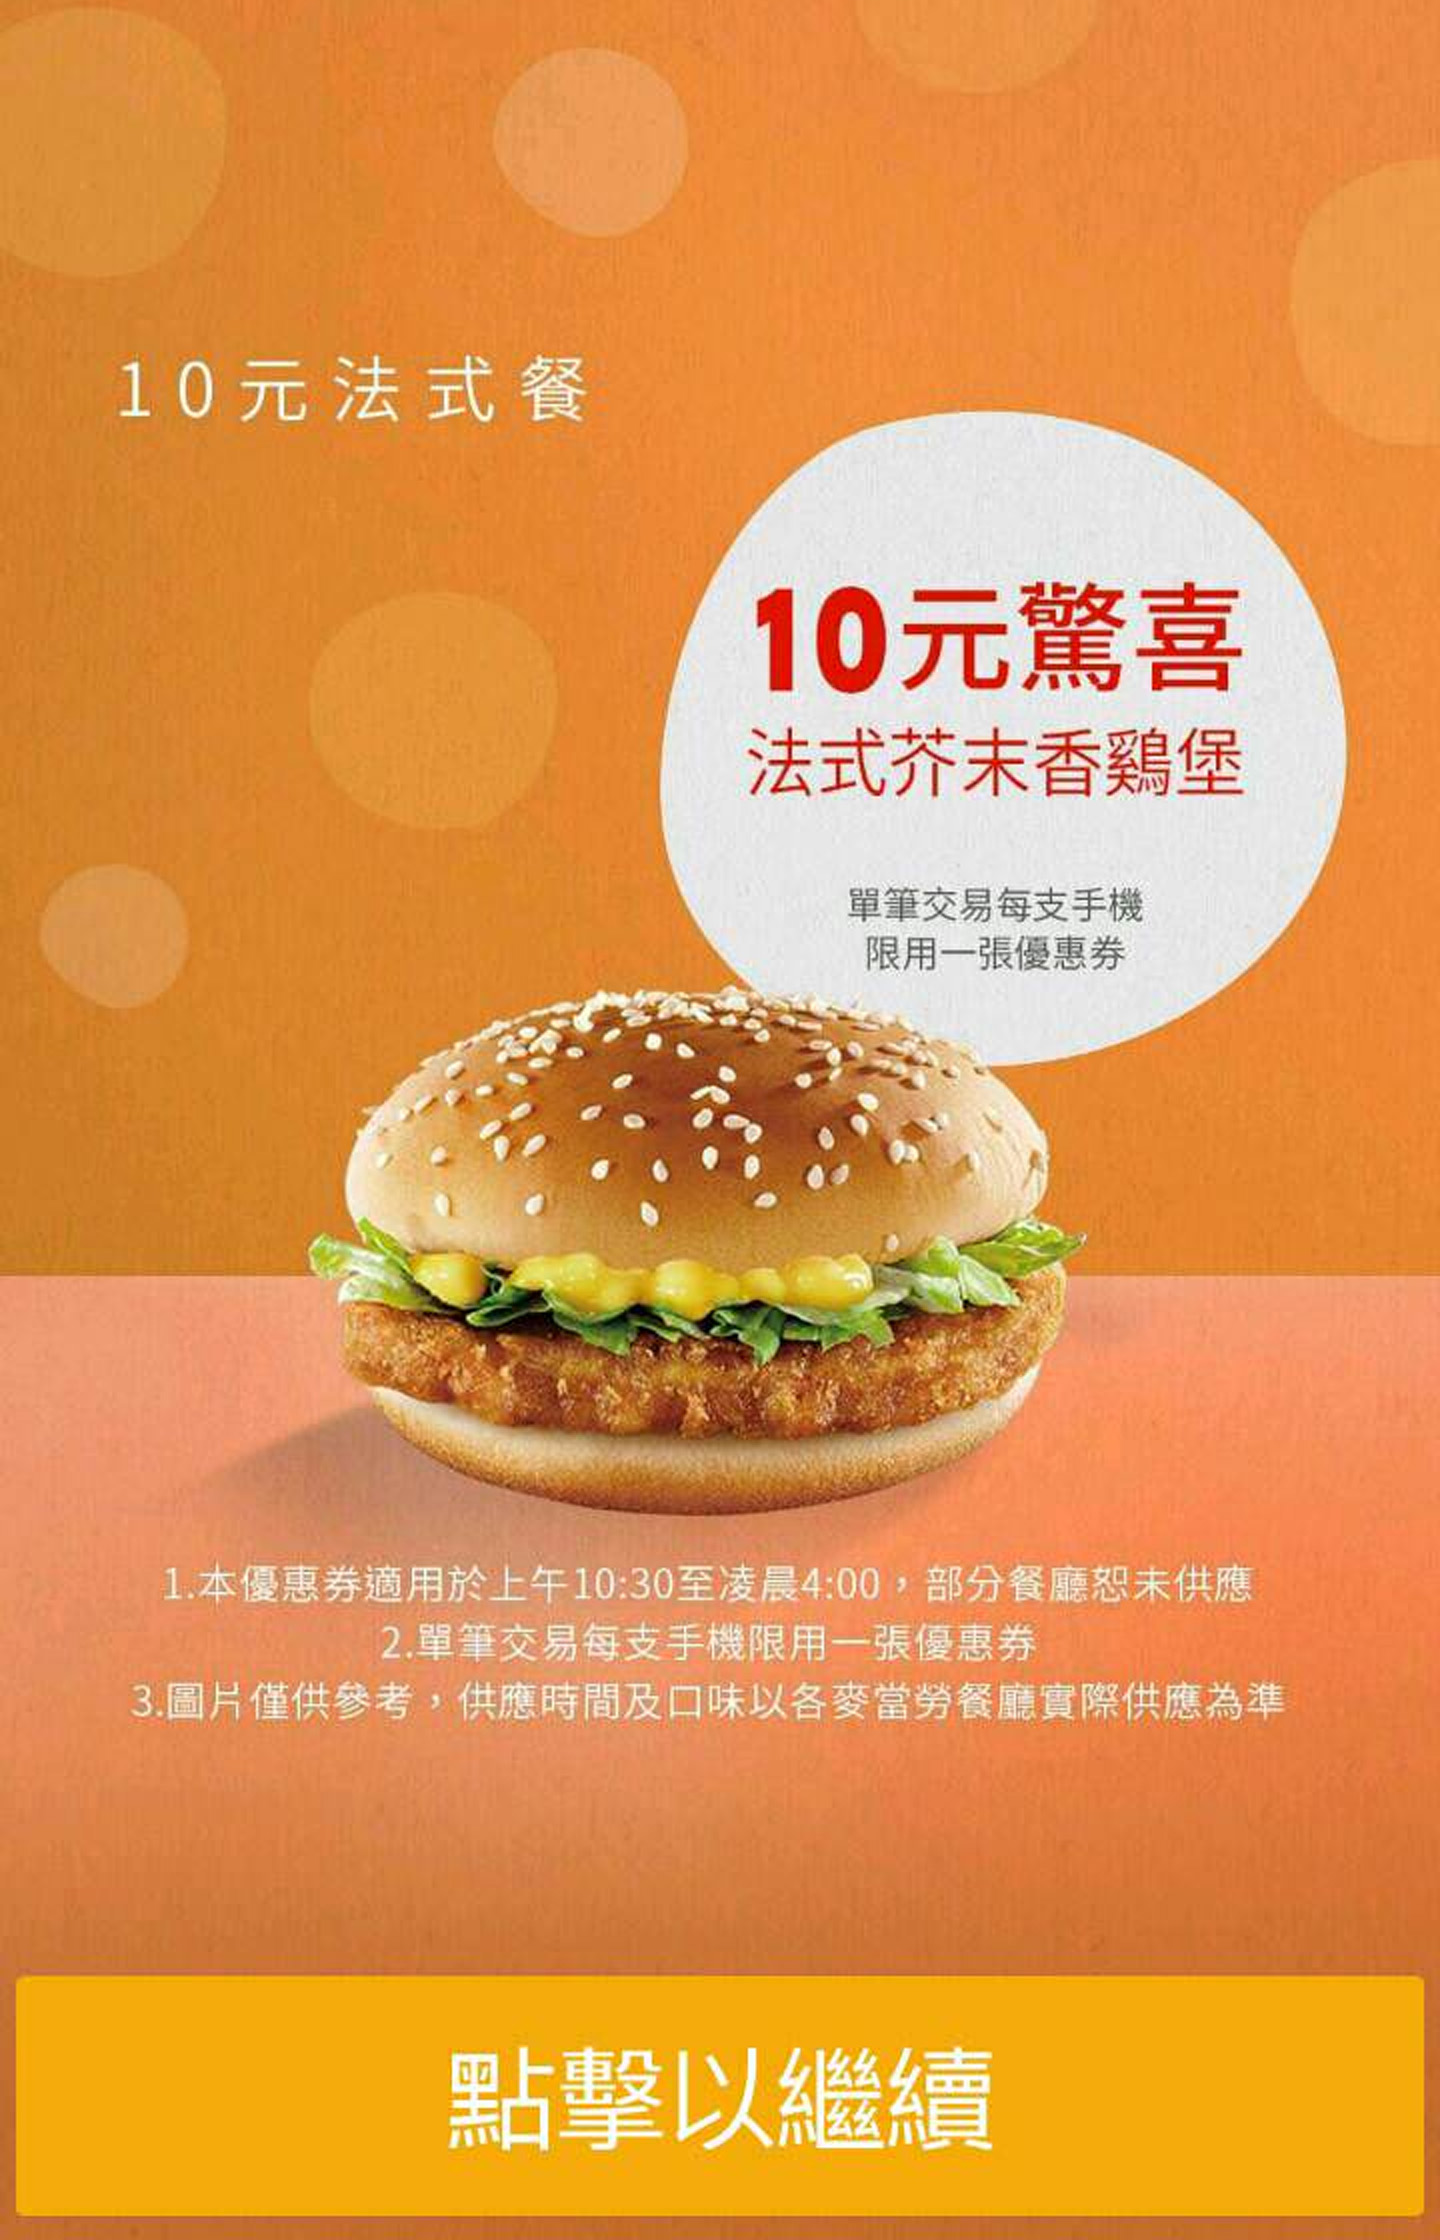 10元法式餐
10元驚喜
法式芥末香鷄堡
單筆交易每支手機
限用一張優惠券
1.本優惠券適用於上午10:30至凌晨4:00，部分餐廳恕未供應
2.單筆交易每支手機限用一張優惠券
3.圖片僅供參考，供應時間及口味以各麥當勞餐廳實際供應為準
點擊以繼續